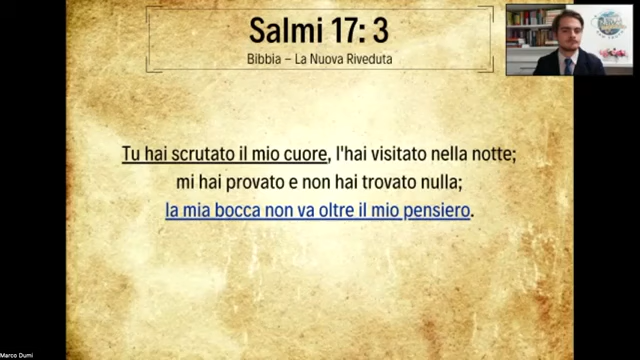 Salmi 17: 3
Bibbia – La Nuova Riveduta
Tu hai scrutato il mio cuore, l'hai visitato nella notte;
mi hai provato e non hai trovato nulla;
la mia bocca non va oltre il mio pensiero.
Marco Dumi